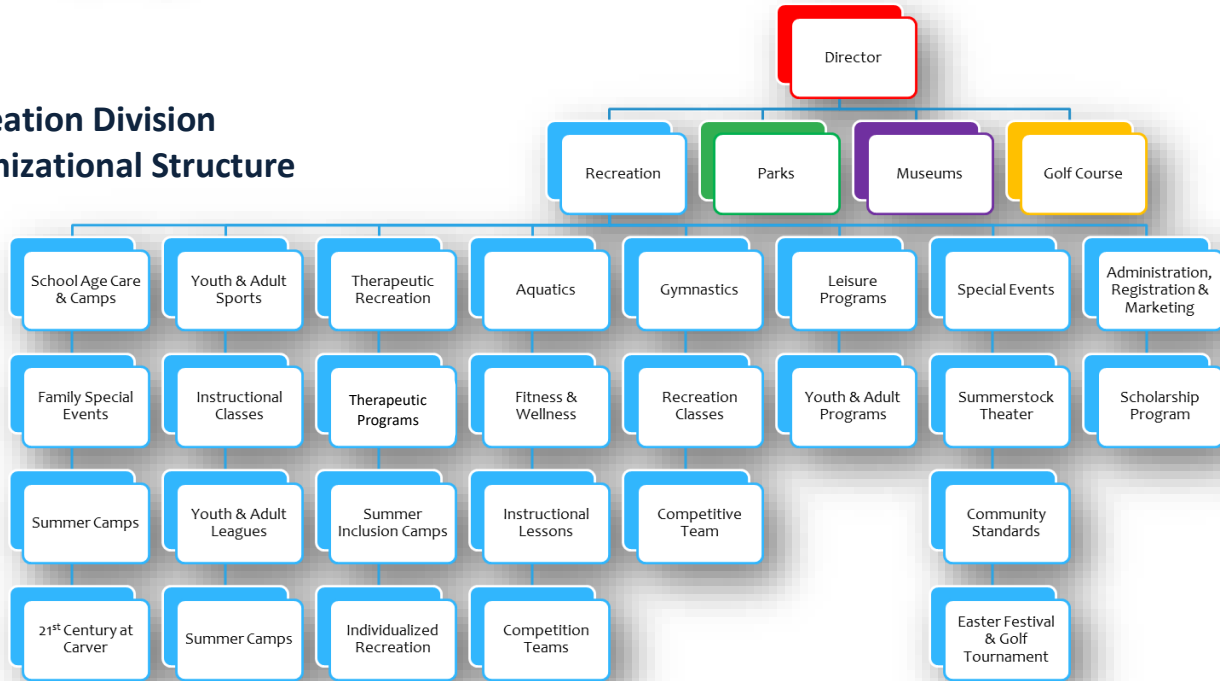 Director
eation Division
nizational Structure
Recreation
Parks
Museums
Golf Course
School Age Care
& Camps
Youth & Adult
Sports
Therapeutic
Recreation
Aquatics
Gymnastics
Leisure
Programs
Special Events
Administration,
Registration &
Marketing
Family Special
Events
Instructional
Classes
Therapeutic
Programs
Fitness &
Wellness
Recreation
Classes
Youth & Adult
Programs
Summerstock
Theater
Scholarship
Program
Summer Camps
Youth & Adult
Leagues
Summer
Inclusion Camps
Instructional
Lessons
Competitive
Team
Community
Standards
21st Century at
Carver
Summer Camps
Individualized
Recreation
Competition
Teams
Easter Festival
& Golf
Tournament